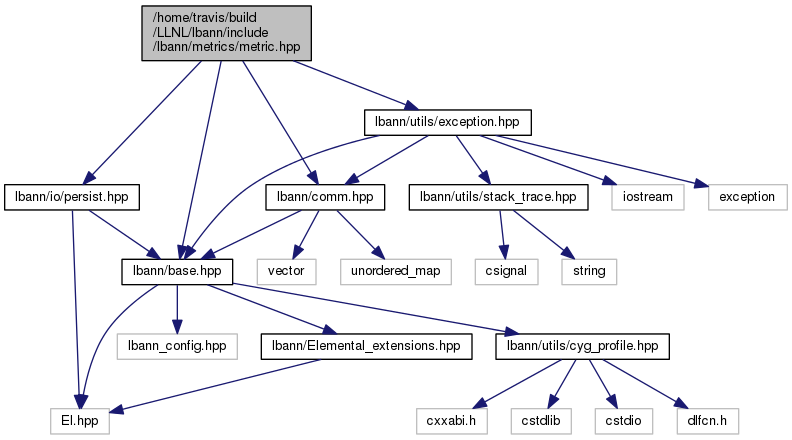 /home/travis/build
/LLNL/lbann/include
/lbann/metrics/metric.hpp
lbann/utils/exception.hpp
lbann/io/persist.hpp
lbann/comm.hpp
lbann/utils/stack_trace.hpp
iostream
exception
lbann/base.hpp
vector
unordered_map
csignal
string
lbann_config.hpp
lbann/Elemental_extensions.hpp
lbann/utils/cyg_profile.hpp
El.hpp
cxxabi.h
cstdlib
cstdio
dlfcn.h